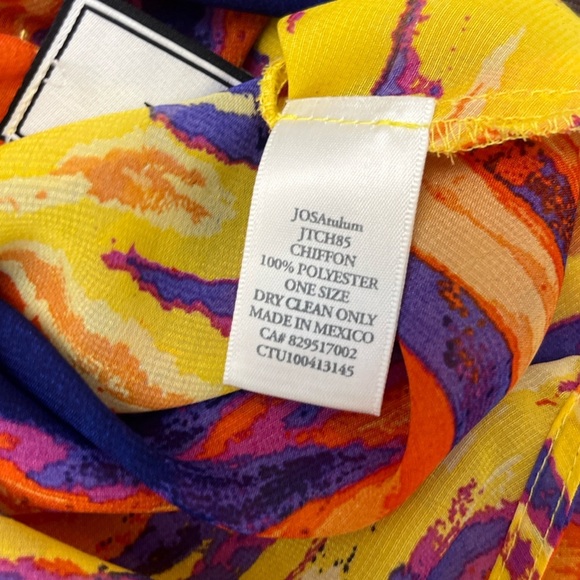 JOSAtulum
JTCH85
CHIFFON
100% POLYESTER
ONE SIZE
DRY CLEAN ONLY
MADE IN MEXICO
CA# 829517002
CTU100413145